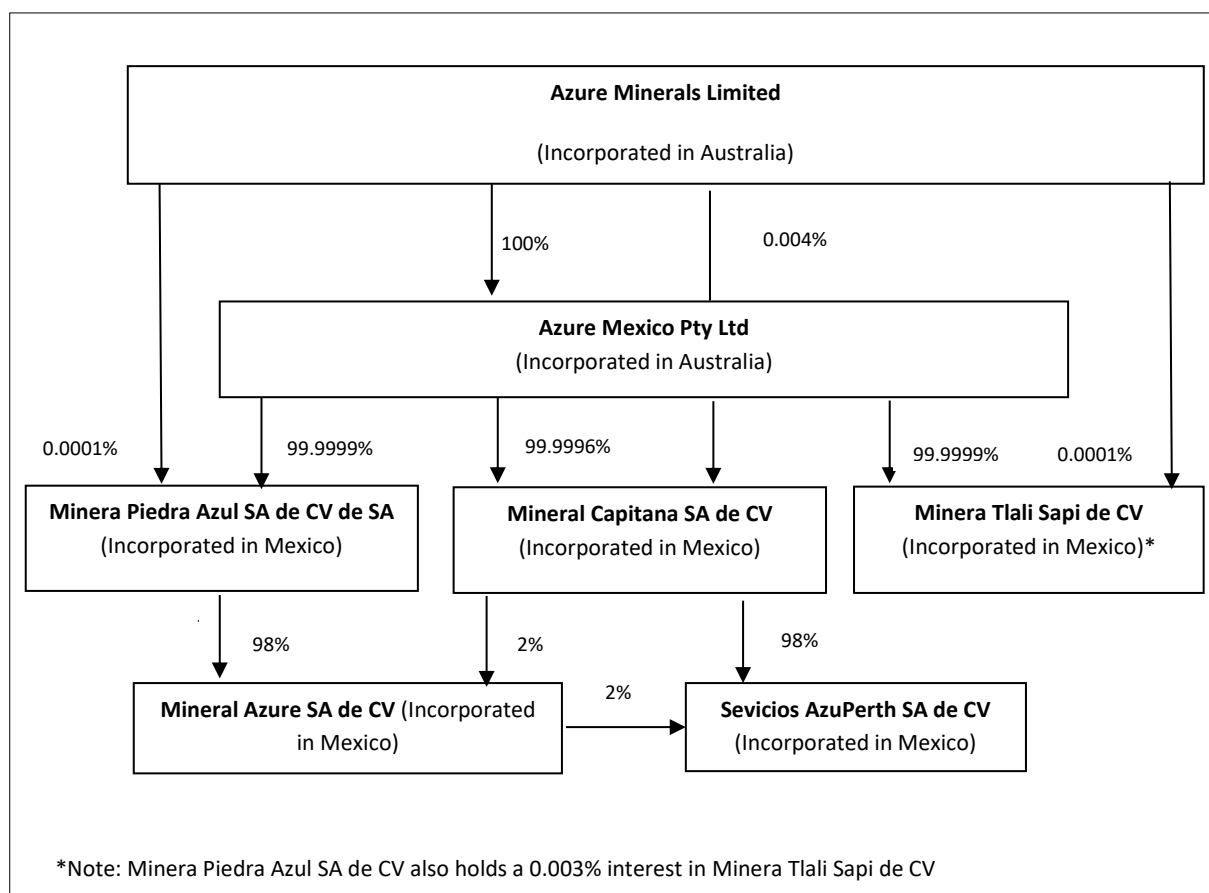 Azure Minerals Limited
(Incorporated in Australia)
100%
0.004%
Azure Mexico Pty Ltd
(Incorporated in Australia)
0.0001%
99.9999%
99.9996%
99.9999%
0.0001%
Minera Piedra Azul SA de CV de SA
(Incorporated in Mexico)
Mineral Capitana SA de CV
(Incorporated in Mexico)
Minera Tlali Sapi de CV
(Incorporated in Mexico)*
98%
2%
98%
Mineral Azure SA de CV (Incorporated
in Mexico)
2%
Sevicios AzuPerth SA de CV
(Incorporated in Mexico)
*Note: Minera Piedra Azul SA de CV also holds a 0.003% interest in Minera Tlali Sapi de CV